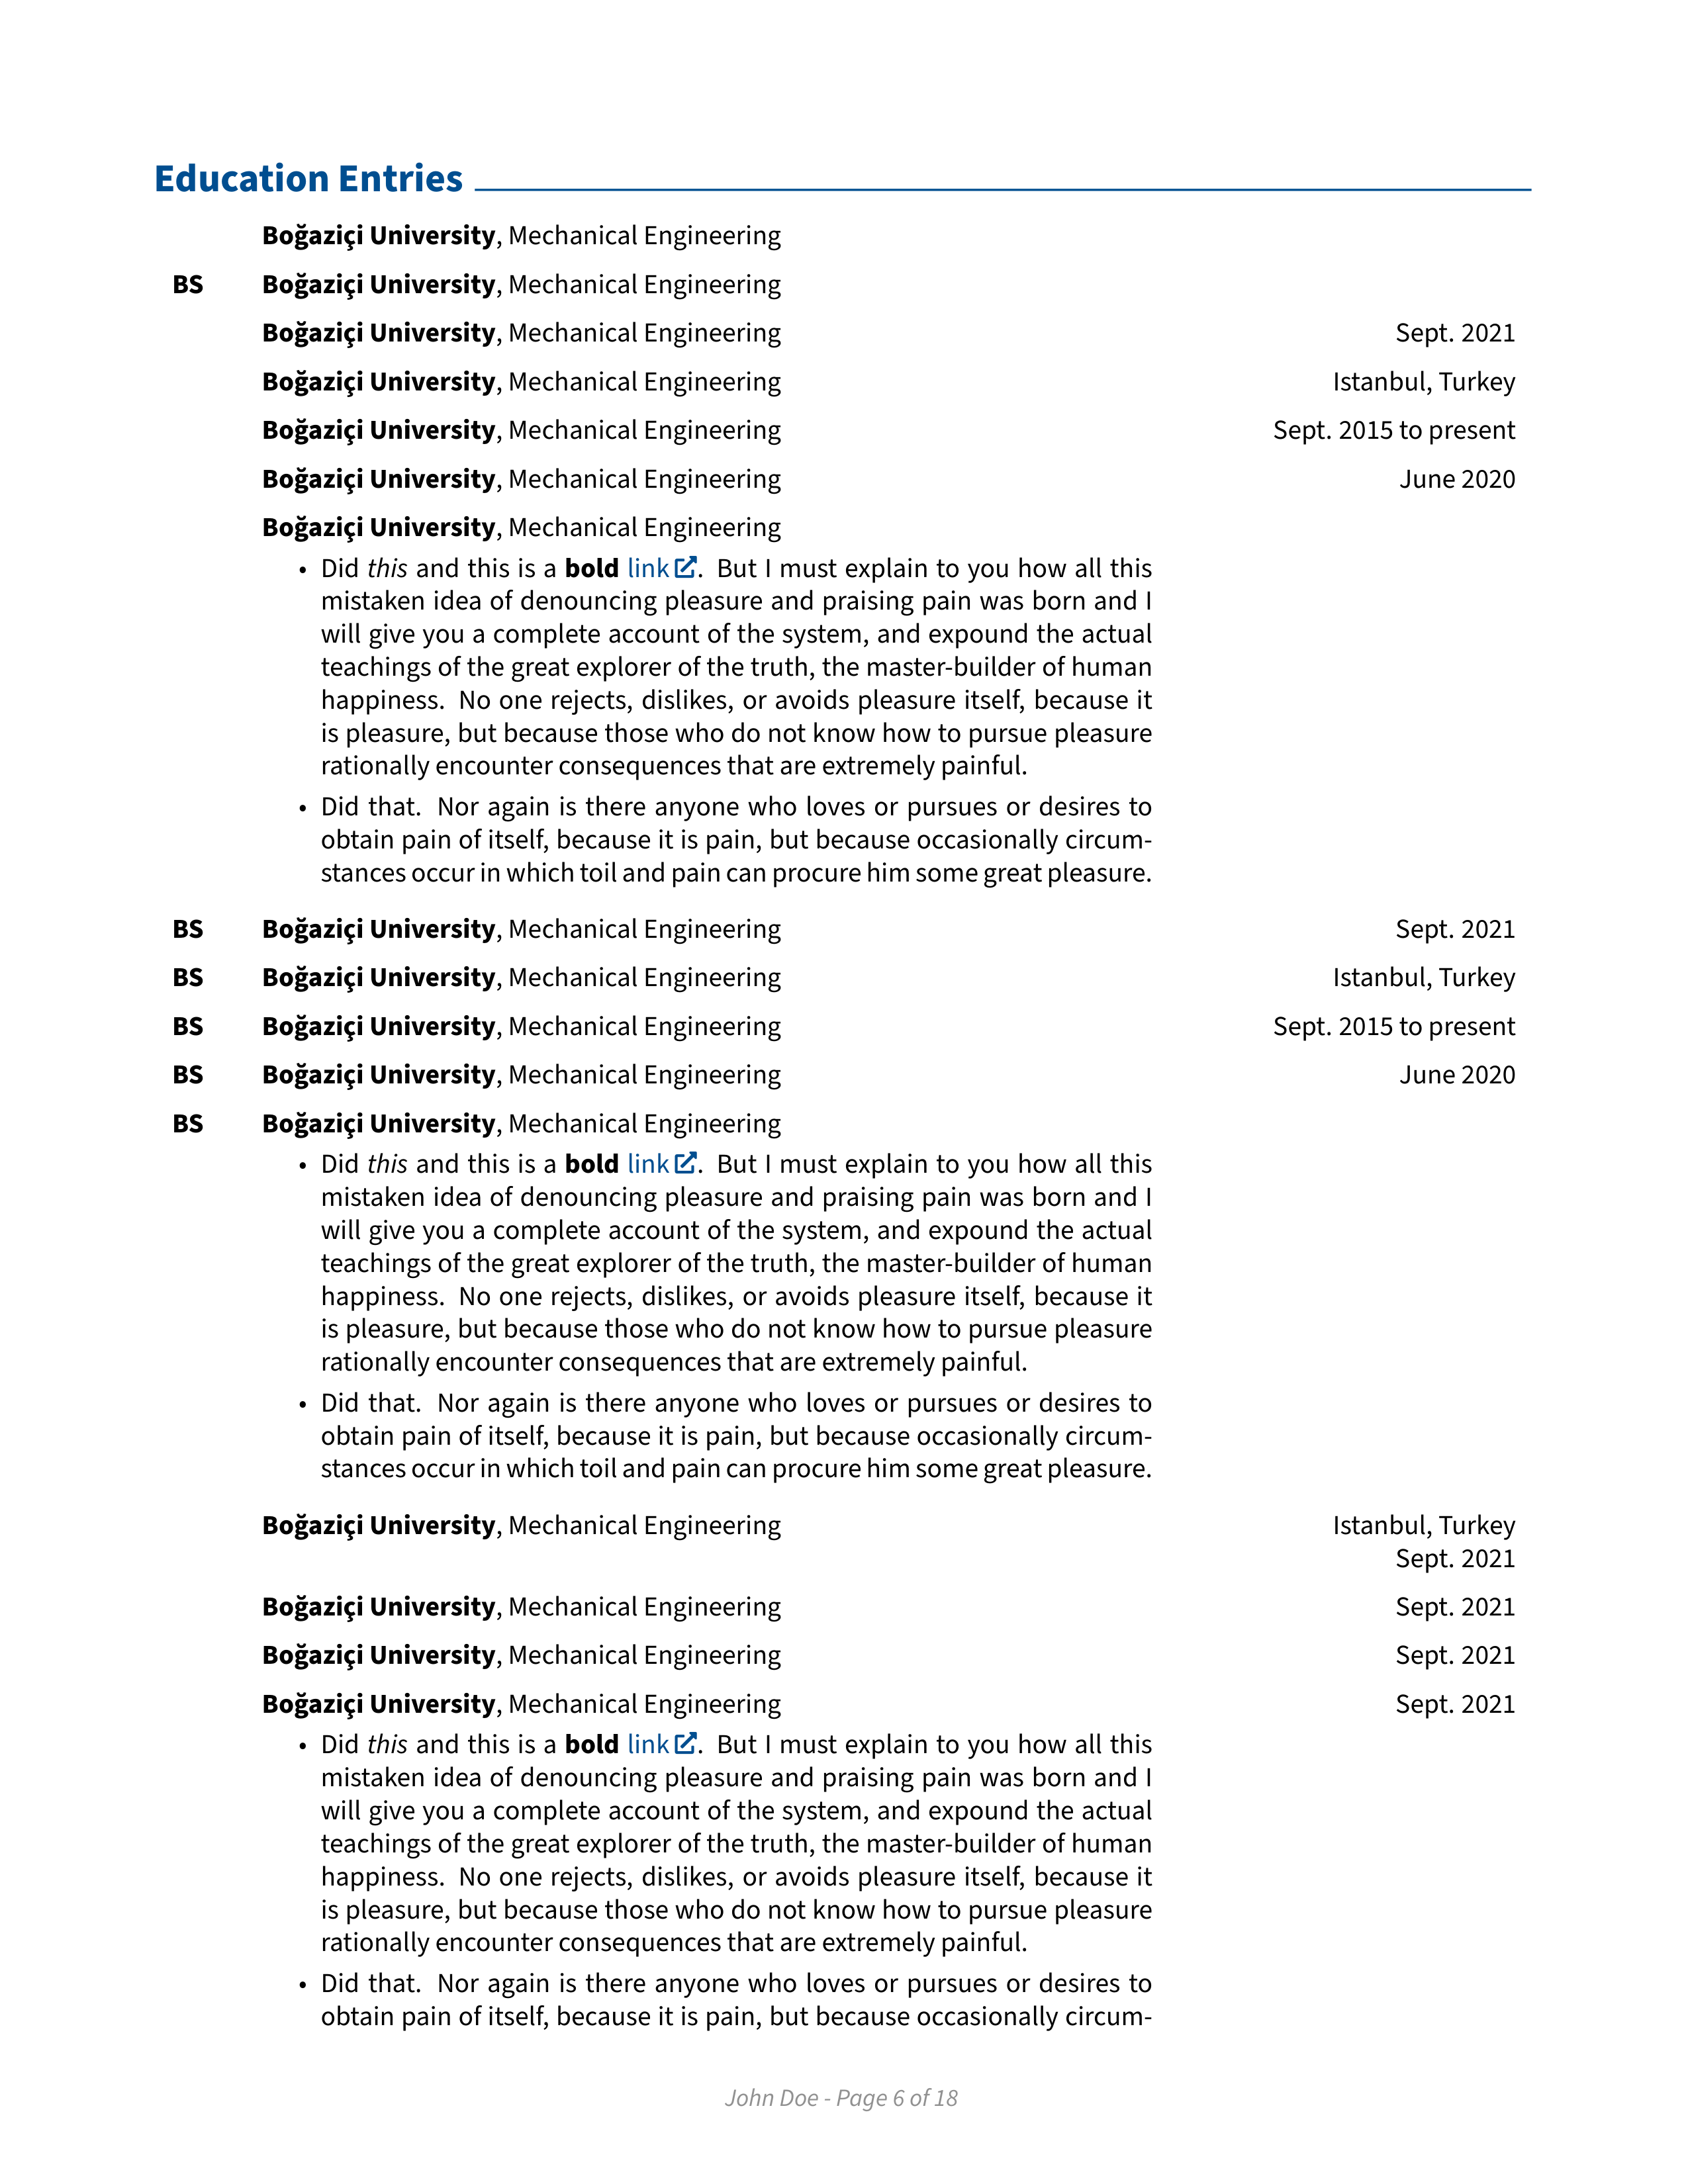 Education Entries
Boğaziçi University, Mechanical Engineering
BS Boğaziçi University, Mechanical Engineering
Boğaziçi University, Mechanical Engineering Sept. 2021
Boğaziçi University, Mechanical Engineering Istanbul, Turkey
Boğaziçi University, Mechanical Engineering Sept. 2015 to present
Boğaziçi University, Mechanical Engineering June 2020
Boğaziçi University, Mechanical Engineering
• Did this and this is a bold link. But I must explain to you how all this
mistaken idea of denouncing pleasure and praising pain was born and I
will give you a complete account of the system, and expound the actual
teachings of the great explorer of the truth, the master-builder of human
happiness. No one rejects, dislikes, or avoids pleasure itself, because it
is pleasure, but because those who do not know how to pursue pleasure
rationally encounter consequences that are extremely painful.
• Did that. Nor again is there anyone who loves or pursues or desires to
obtain pain of itself, because it is pain, but because occasionally circum-
stances occur in which toil and pain can procure him some great pleasure.
BS Boğaziçi University, Mechanical Engineering Sept. 2021
BS Boğaziçi University, Mechanical Engineering Istanbul, Turkey
BS Boğaziçi University, Mechanical Engineering Sept. 2015 to present
BS Boğaziçi University, Mechanical Engineering June 2020
BS Boğaziçi University, Mechanical Engineering
• Did this and this is a bold link. But I must explain to you how all this
mistaken idea of denouncing pleasure and praising pain was born and I
will give you a complete account of the system, and expound the actual
teachings of the great explorer of the truth, the master-builder of human
happiness. No one rejects, dislikes, or avoids pleasure itself, because it
is pleasure, but because those who do not know how to pursue pleasure
rationally encounter consequences that are extremely painful.
• Did that. Nor again is there anyone who loves or pursues or desires to
obtain pain of itself, because it is pain, but because occasionally circum-
stances occur in which toil and pain can procure him some great pleasure.
Boğaziçi University, Mechanical Engineering Istanbul, Turkey
Sept. 2021
Boğaziçi University, Mechanical Engineering Sept. 2021
Boğaziçi University, Mechanical Engineering Sept. 2021
Boğaziçi University, Mechanical Engineering Sept. 2021
• Did this and this is a bold link. But I must explain to you how all this
mistaken idea of denouncing pleasure and praising pain was born and I
will give you a complete account of the system, and expound the actual
teachings of the great explorer of the truth, the master-builder of human
happiness. No one rejects, dislikes, or avoids pleasure itself, because it
is pleasure, but because those who do not know how to pursue pleasure
rationally encounter consequences that are extremely painful.
• Did that. Nor again is there anyone who loves or pursues or desires to
obtain pain of itself, because it is pain, but because occasionally circum-
John Doe - Page 6 of 18